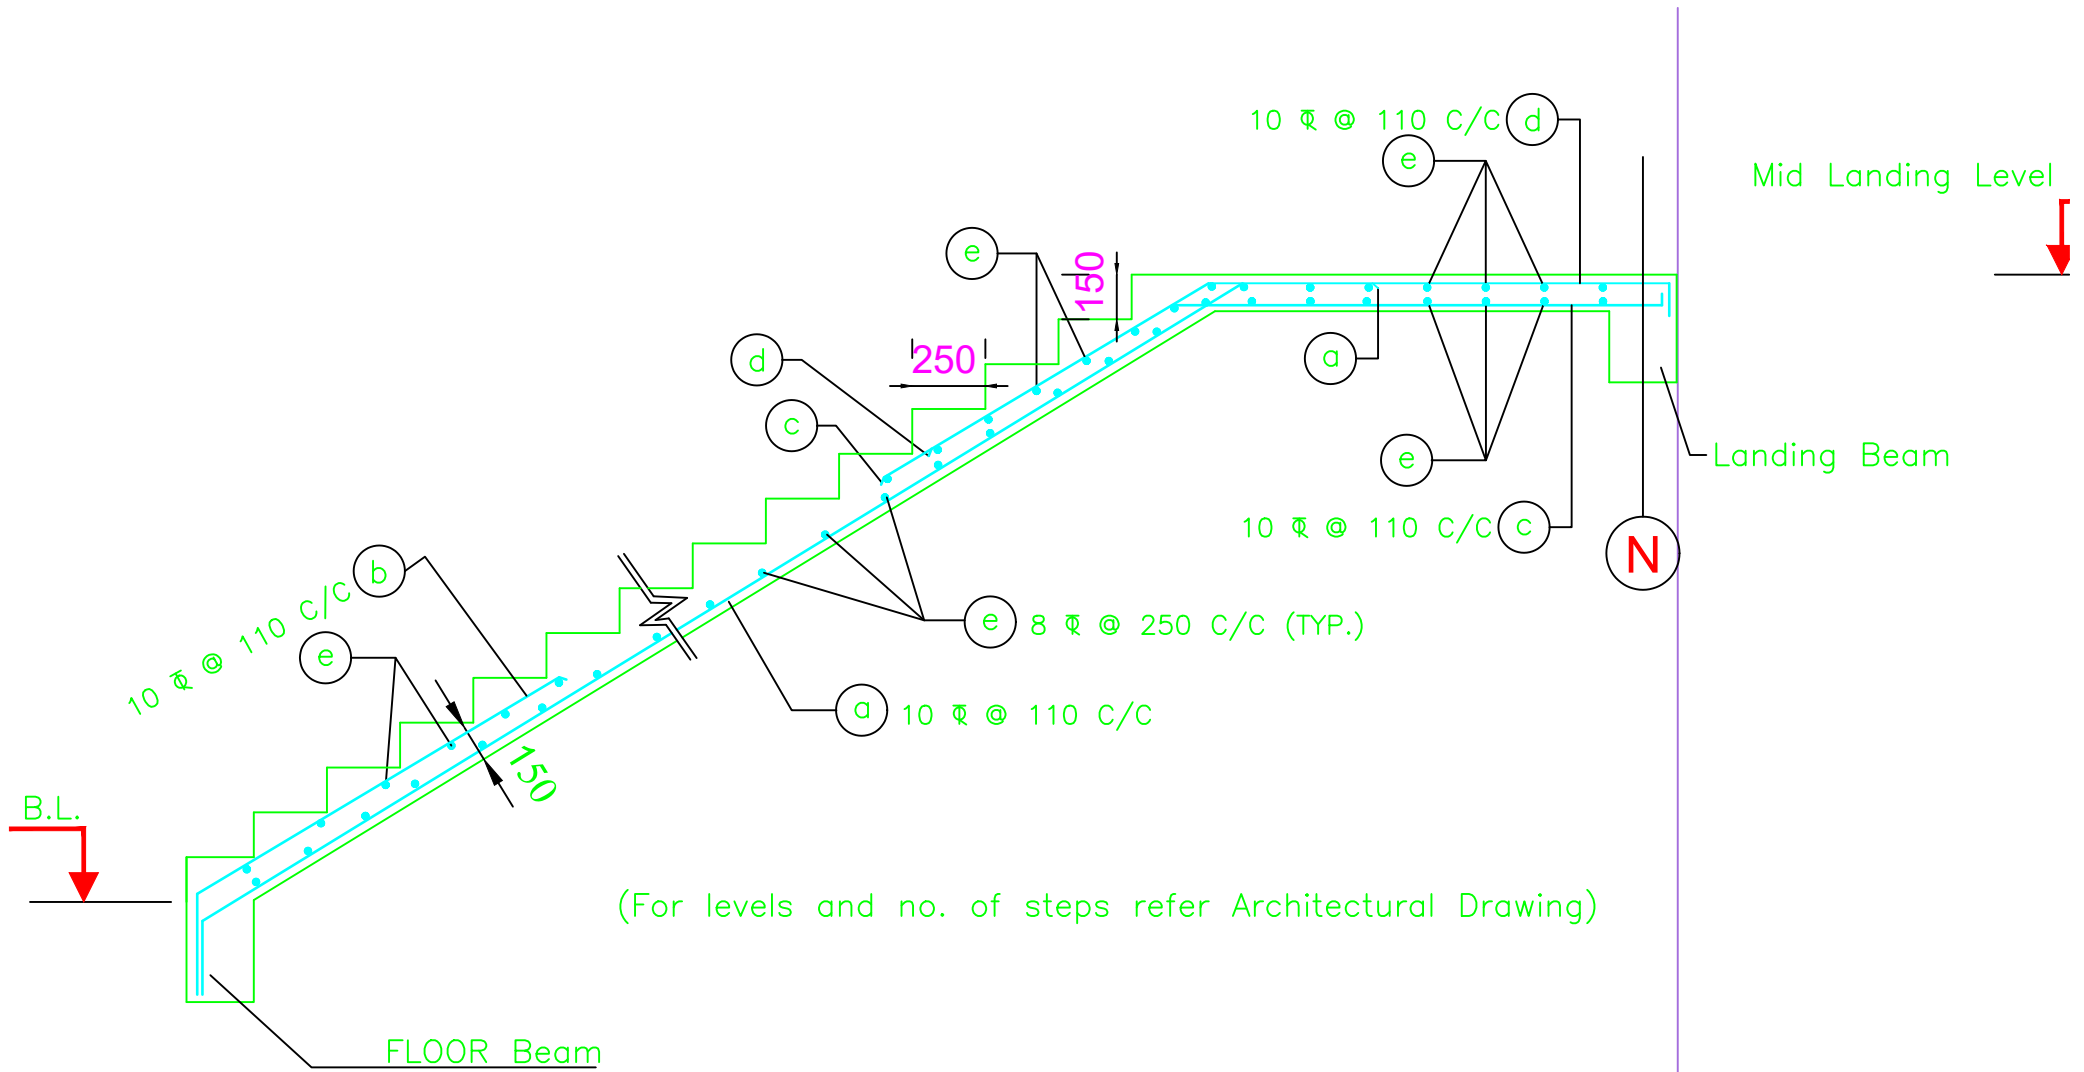 10 Ꝛ @ 110 C/C d
e
Mid Landing Level
e
150
250
d
a
c
e
Landing Beam
10 Ꝛ @ 110 C/C c
N
b
10 Ꝛ @ 110 C/C
e
e 8 Ꝛ @ 250 C/C (TYP.)
a 10 Ꝛ @ 110 C/C
150
B.L.
(For levels and no. of steps refer Architectural Drawing)
FLOOR Beam